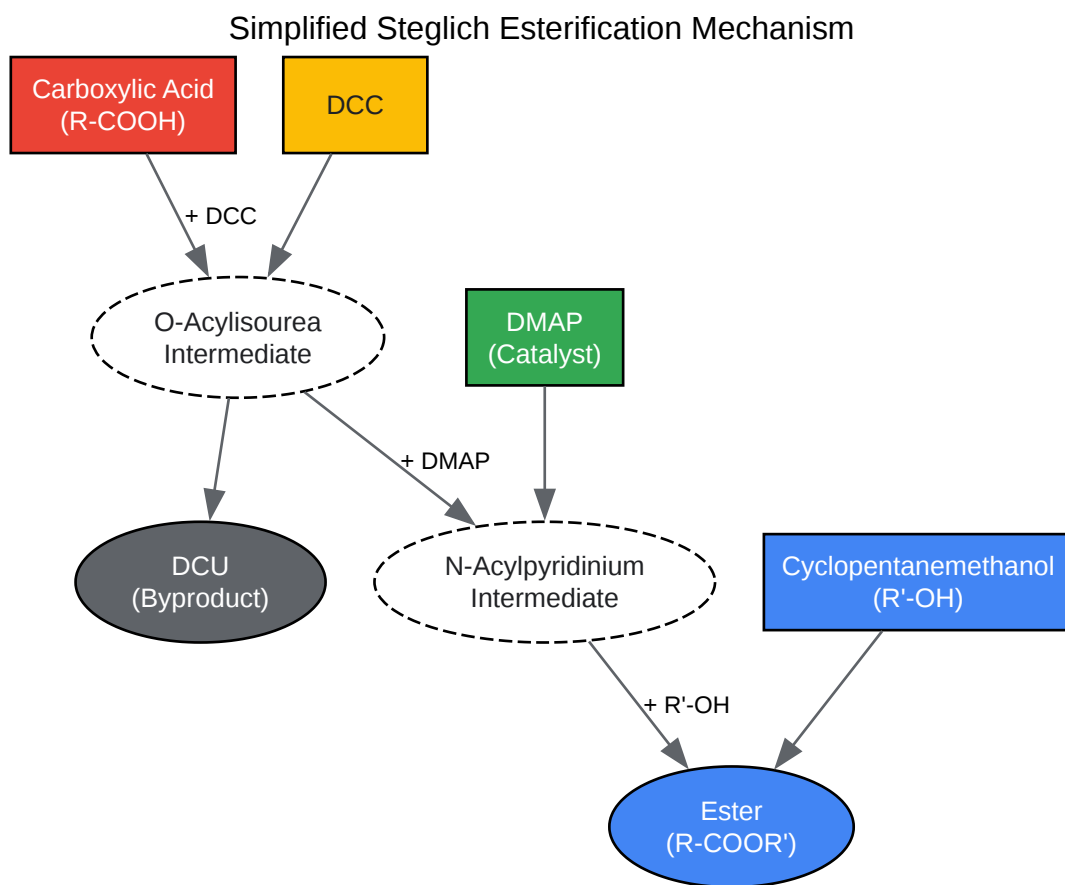 Simplified Steglich Esterification Mechanism
Carboxylic Acid
(R-COOH)
DCC
+ DCC
O-Acylisourea
Intermediate
DMAP
(Catalyst)
+ DMAP
DCU
(Byproduct)
N-Acylpyridinium
Intermediate
Cyclopentanemethanol
(R'-OH)
+ R'-OH
Ester
(R-COOR')